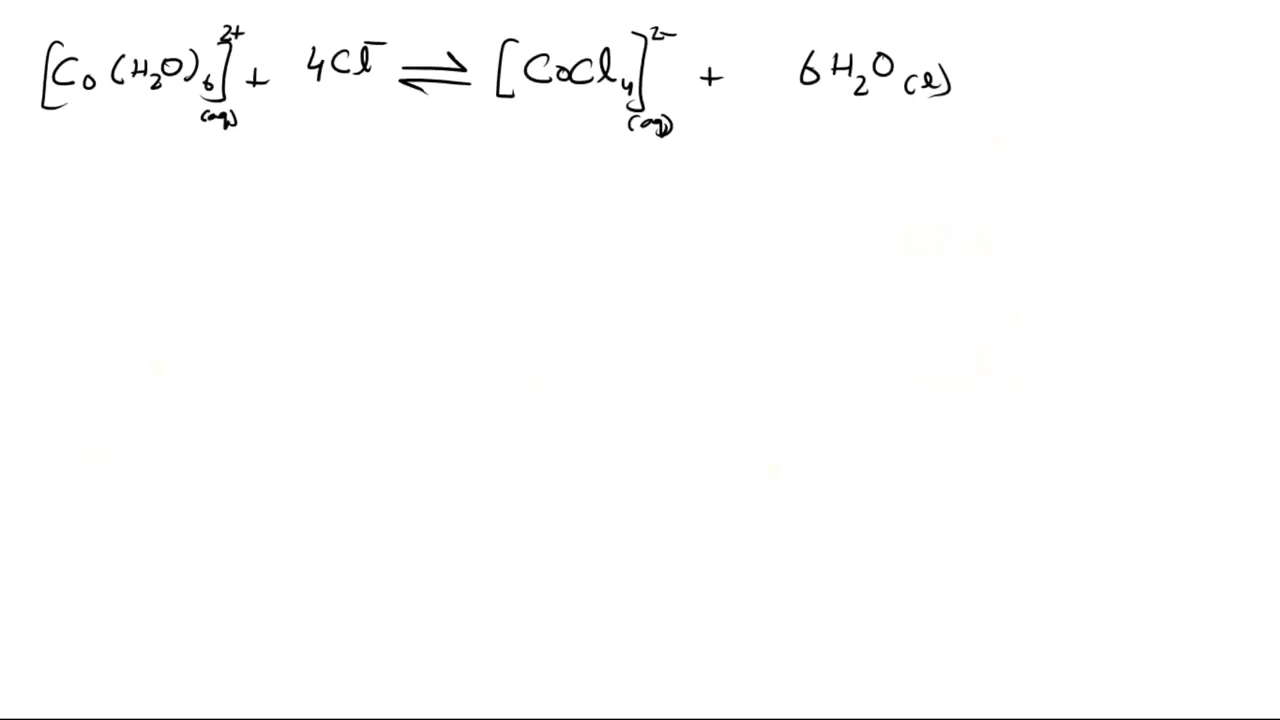 [Co(H₂O)₆]²⁺(aq) + 4Cl⁻ ⇌ [CoCl₄]²⁻(aq) + 6H₂O(l)